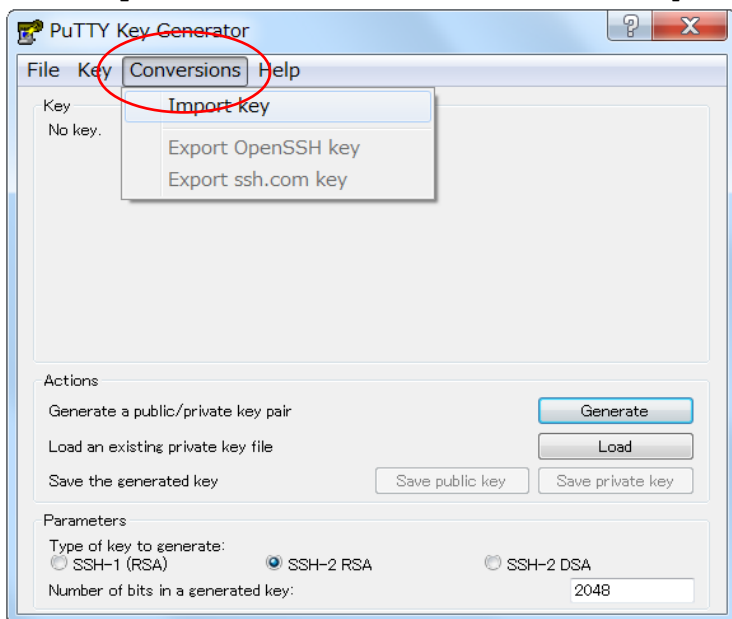 PuTTY Key Generator
File Key Conversions Help
Import key
Export OpenSSH key
Export ssh.com key
Key
No key.
Actions
Generate a public/private key pair
Generate
Load an existing private key file
Load
Save the generated key
Save public key
Save private key
Parameters
Type of key to generate:
SSH-1 (RSA) SSH-2 RSA SSH-2 DSA
Number of bits in a generated key:
2048